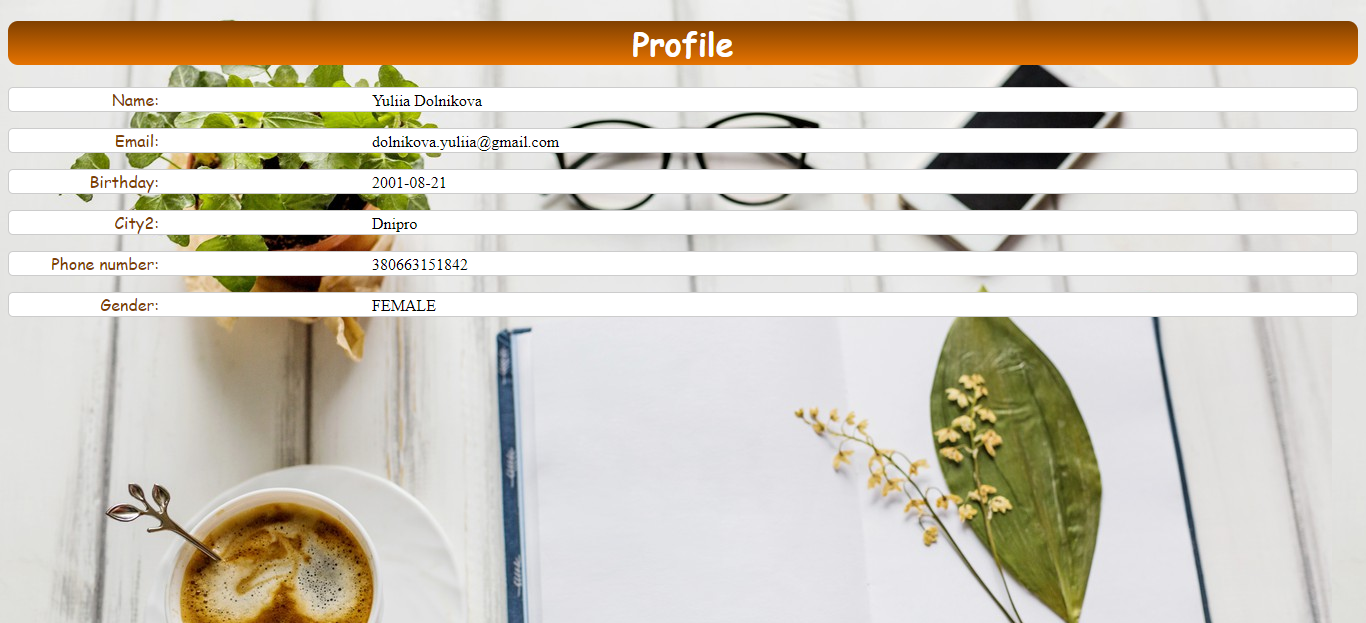 Profile
Name: Yuliia Dolnikova
Email: dolnikova.yuliia@gmail.com
Birthday: 2001-08-21
City2: Dnipro
Phone number: 380663151842
Gender: FEMALE